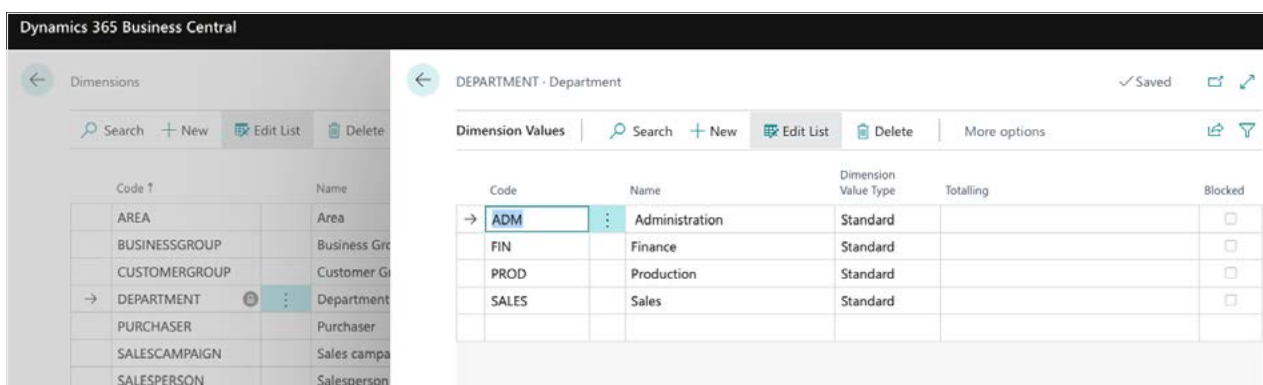 Dynamics 365 Business Central
Dimensions
Search + New Edit List Delete
Code ↑ Name
AREA Area
BUSINESSGROUP Business Gro
CUSTOMERGROUP Customer G
→ DEPARTMENT Department
PURCHASER Purchaser
SALESCAMPAIGN Sales campa
SALESPERSON Salesperson
DEPARTMENT · Department ✓ Saved
Dimension Values Search + New Edit List Delete More options
Code Name Dimension Value Type Totalling Blocked
→ ADM Administration Standard
FIN Finance Standard
PROD Production Standard
SALES Sales Standard